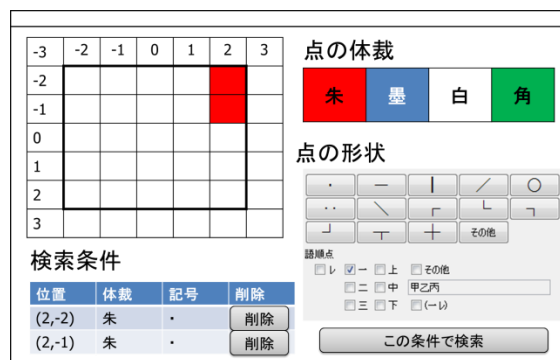 -3 -2 -1 0 1 2 3
-2
-1
0
1
2
3
点の体裁
朱 墨 白 角
点の形状
・ ─ │ ／ ○
‥ ＼ ┌ └ ┐
┘ ┬ ┼ その他
語順点
レ 一 上 その他
二 中 甲乙丙
三 下 (一レ)
この条件で検索
検索条件
位置 体裁 記号 削除
(2,-2) 朱 ・ 削除
(2,-1) 朱 ・ 削除